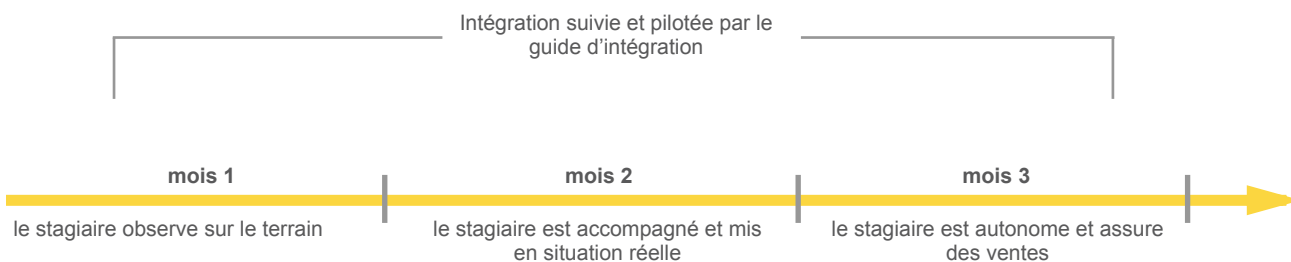 Intégration suivie et pilotée par le
guide d’intégration
mois 1
mois 2
mois 3
le stagiaire observe sur le terrain
le stagiaire est accompagné et mis
en situation réelle
le stagiaire est autonome et assure
des ventes